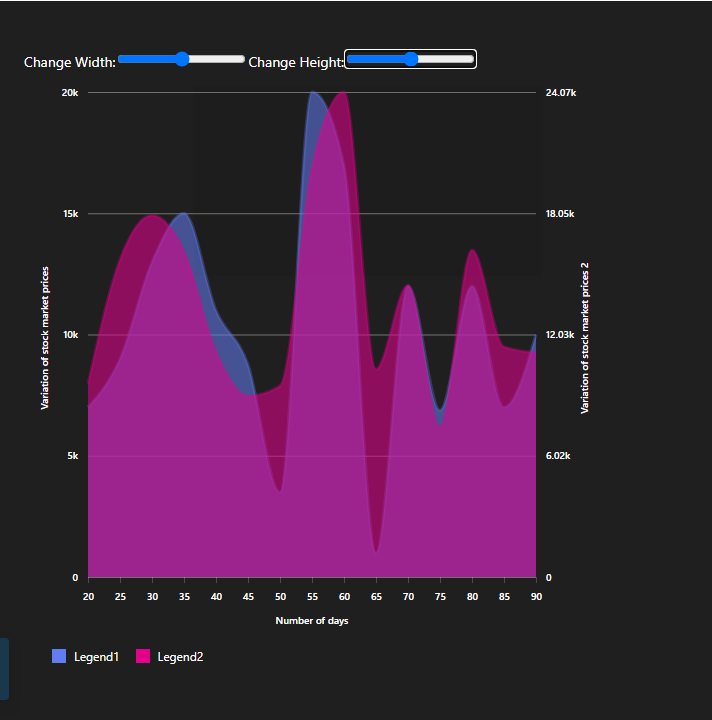 Change Width: Change Height:
20k 24.07k
15k 18.05k
Variation of stock market prices
Variation of stock market prices 2
10k 12.03k
5k 6.02k
0 0
20 25 30 35 40 45 50 55 60 65 70 75 80 85 90
Number of days
Legend1 Legend2